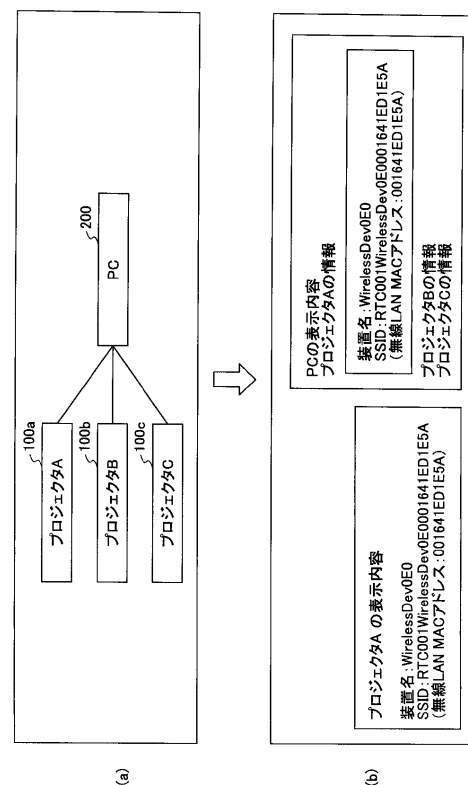 (a)
100a
プロジェクタA
100b
プロジェクタB
100c
プロジェクタC
200
PC
(b)
プロジェクタA の表示内容
装置名:WirelessDev0E0
SSID:RTC001WirelessDev0E0001641ED1E5A
(無線LAN MACアドレス:001641ED1E5A)
PCの表示内容
プロジェクタAの情報
装置名:WirelessDev0E0
SSID:RTC001WirelessDev0E0001641ED1E5A
(無線LAN MACアドレス:001641ED1E5A)
プロジェクタBの情報
プロジェクタCの情報